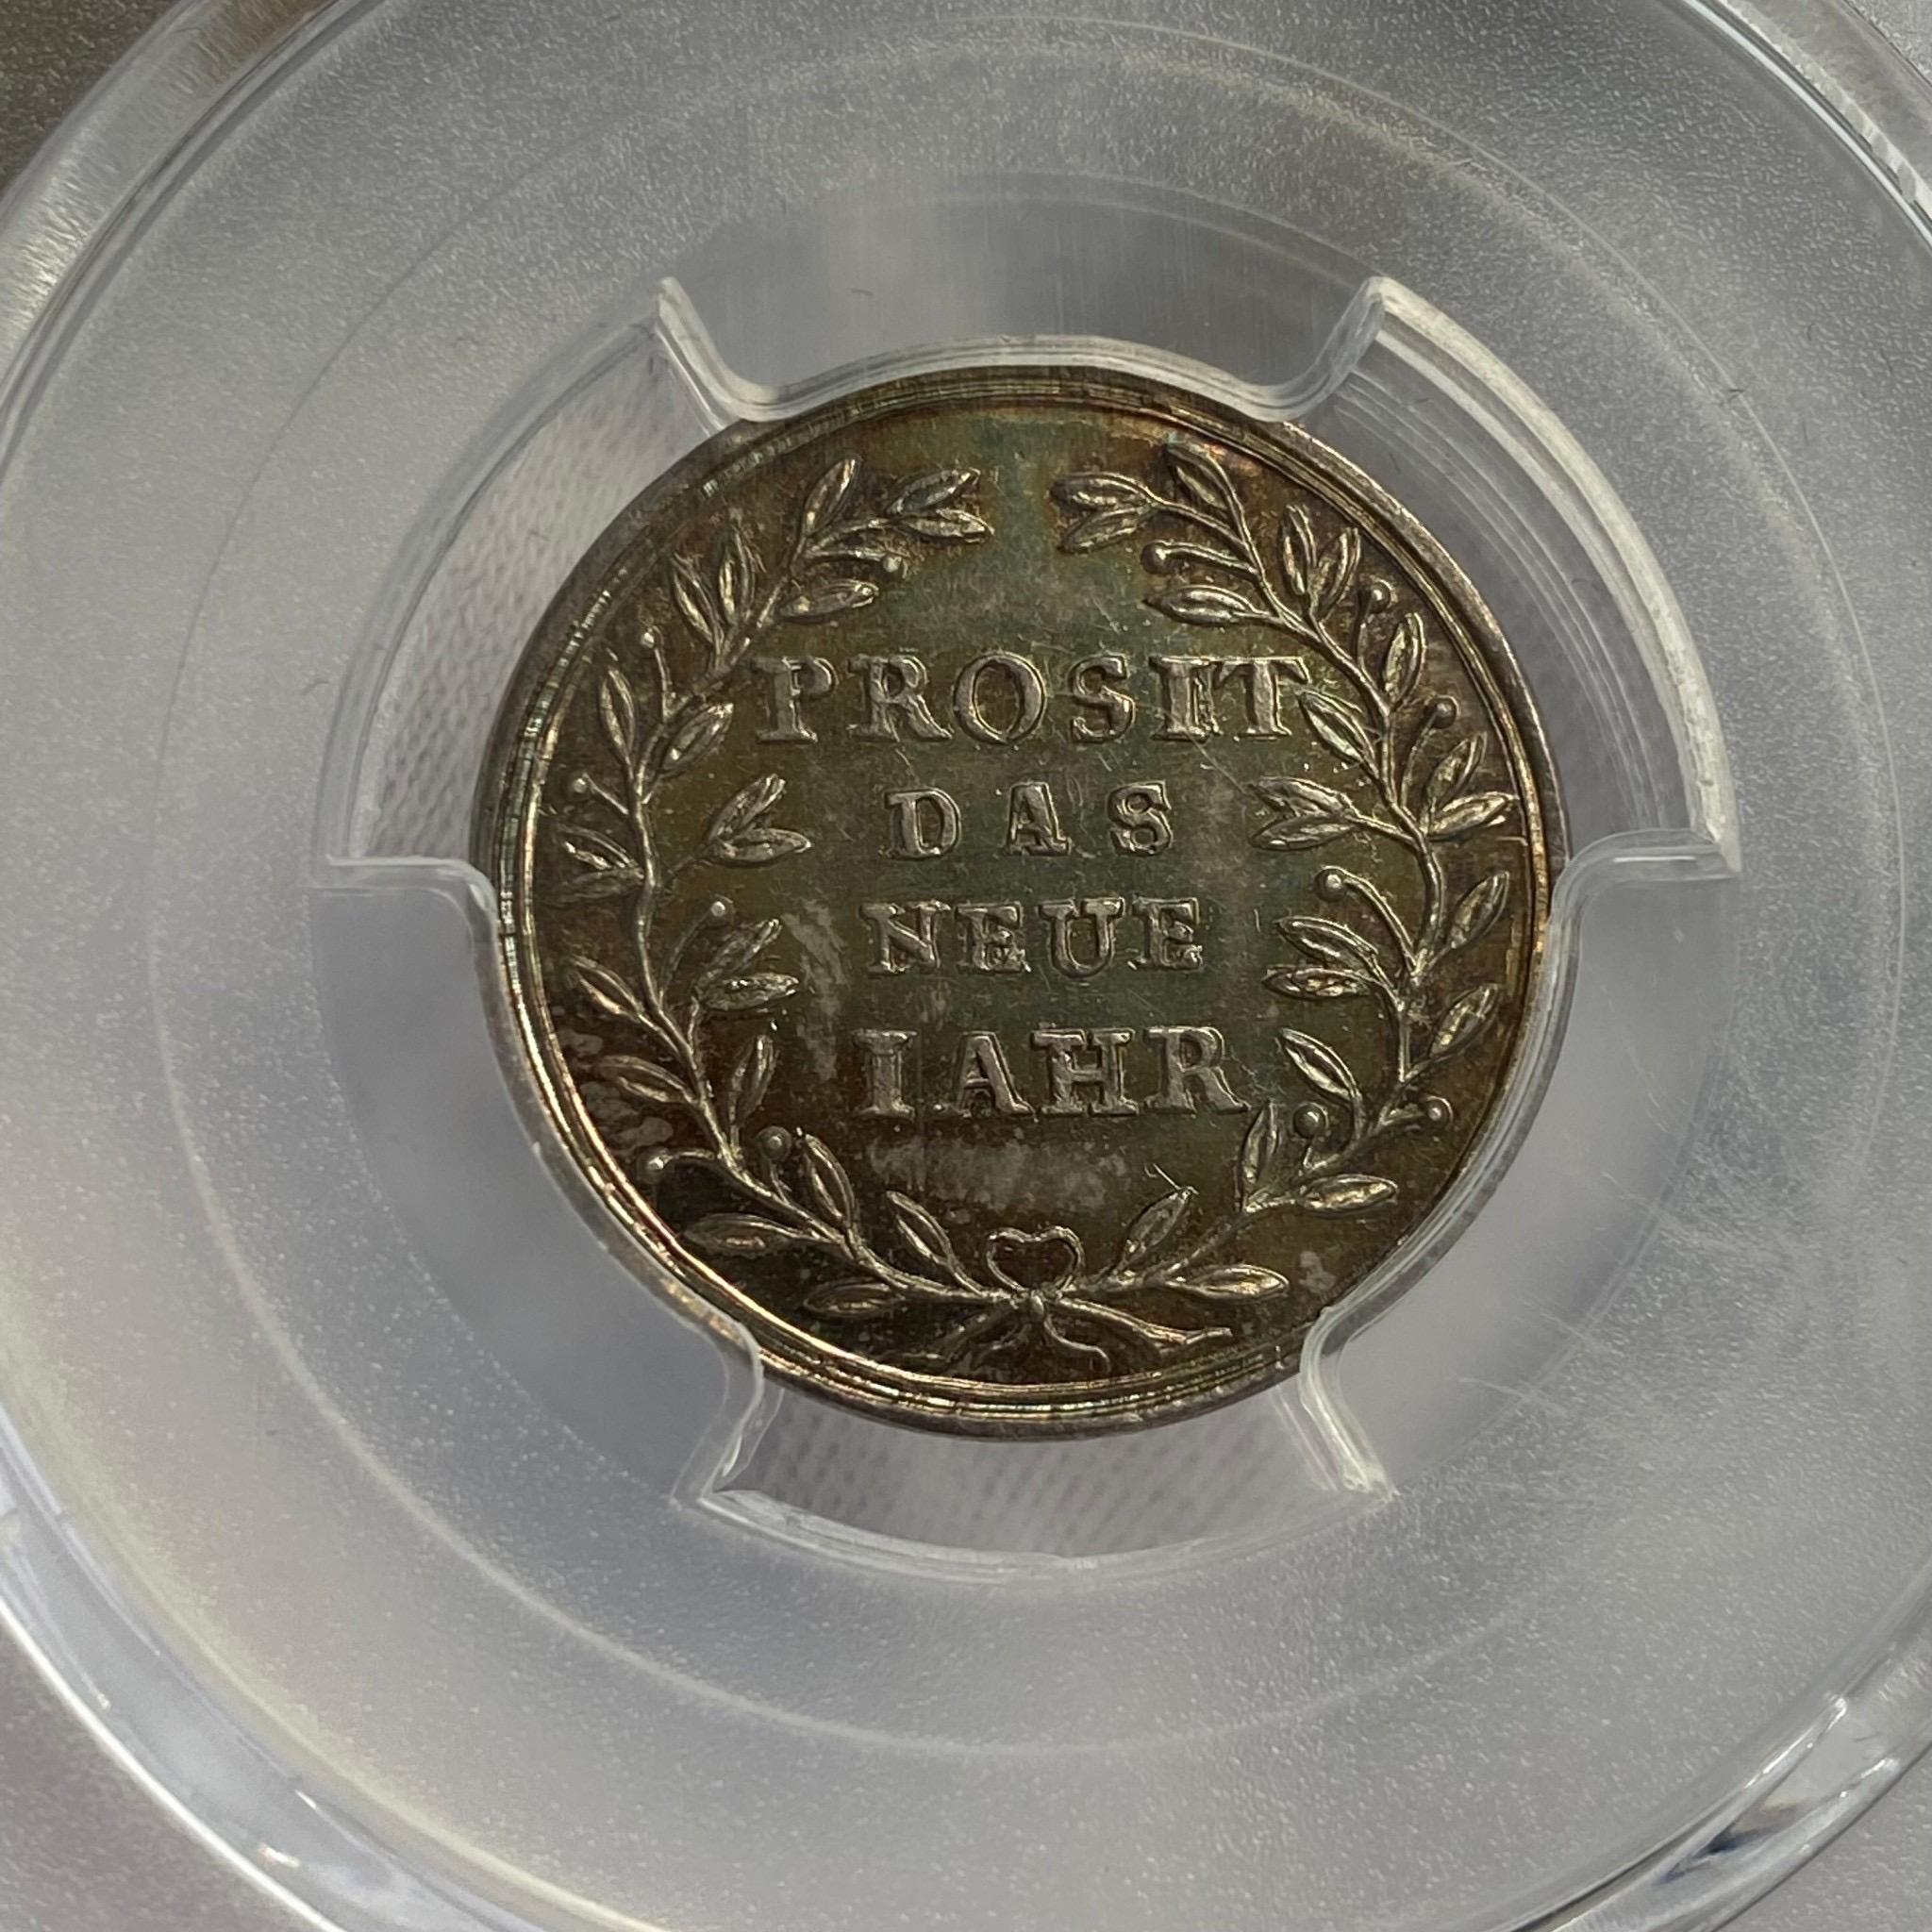 PROSIT
DAS
NEUE
IAHR